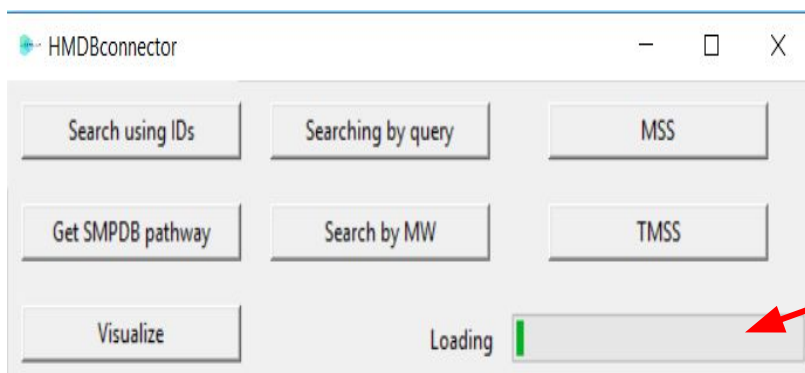 HMDBconnector
Search using IDs
Searching by query
MSS
Get SMPDB pathway
Search by MW
TMSS
Visualize
Loading